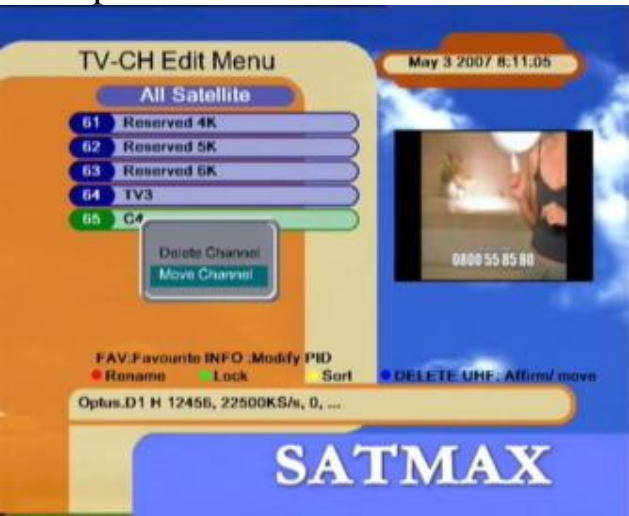 TV-CH Edit Menu
May 3 2007 8:11:05
All Satellite
61 Reserved 4K
62 Reserved 5K
63 Reserved 6K
64 TV3
65 C4
Delete Channel
Move Channel
0800 55 85 80
FAV:Favourite INFO :Modify PID
Rename Lock Sort DELETE UHF: Affirm/ move
Optus.D1 H 12456, 22500KS/s, 0, ...
SATMAX